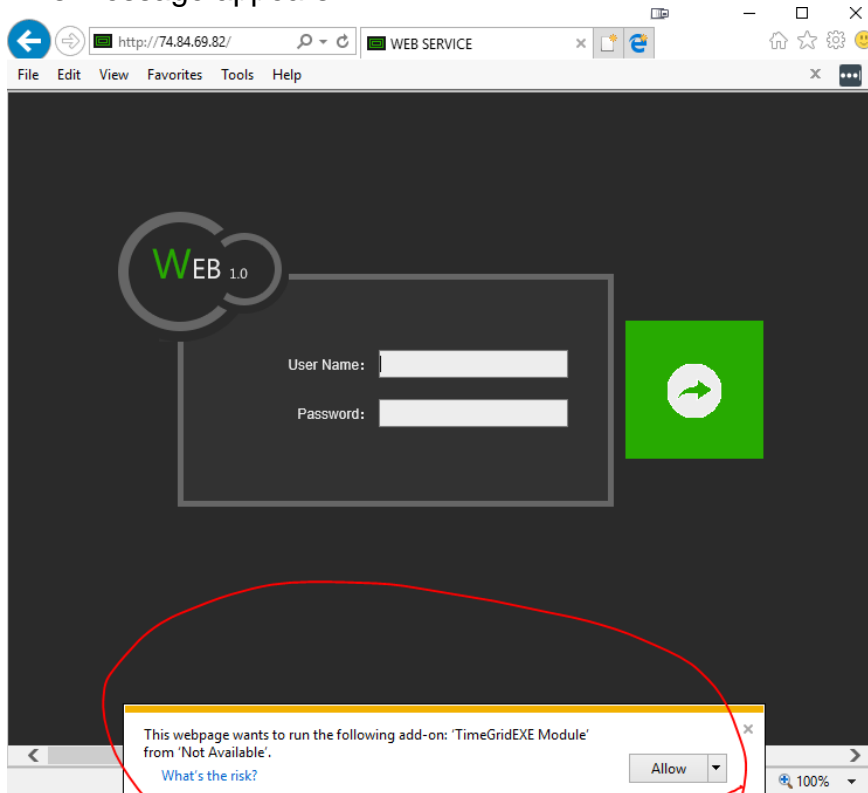 http://74.84.69.82/
WEB SERVICE
File Edit View Favorites Tools Help
WEB 1.0
User Name:
Password:
This webpage wants to run the following add-on: 'TimeGridEXE Module'
from 'Not Available'.
What's the risk?
Allow
100%